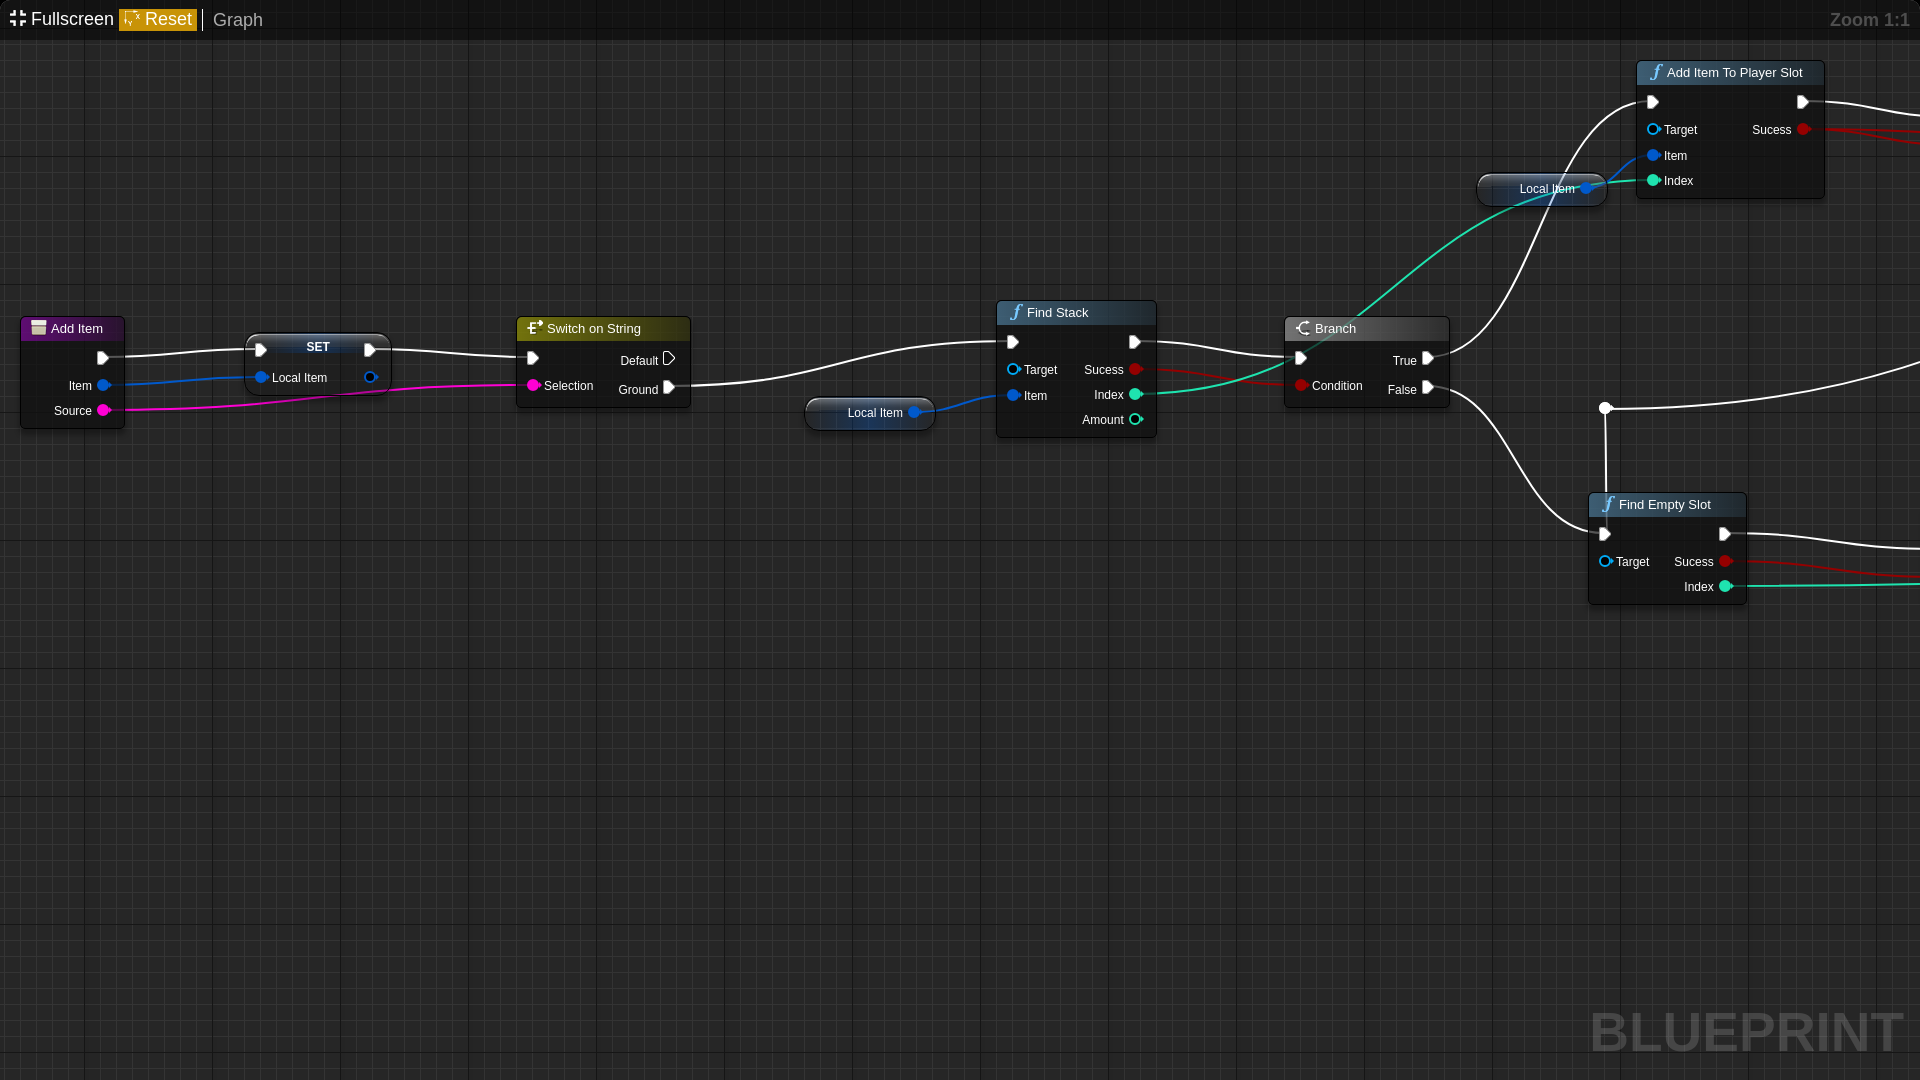 Fullscreen Reset Graph Zoom 1:1
Add Item To Player Slot
Target Sucess
Item
Index
Local Item
Add Item
Item
Source
SET
Local Item
Switch on String
Default
Selection Ground
Local Item
Find Stack
Target Sucess
Item Index
Amount
Branch
True
Condition False
Find Empty Slot
Target Sucess
Index
BLUEPRINT